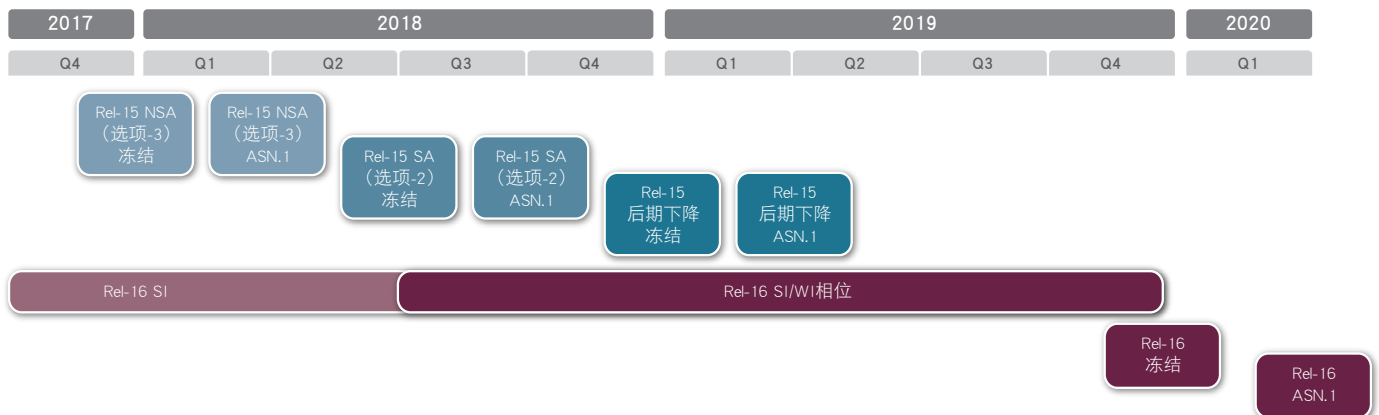 2017
2018
2019
2020
Q4
Q1
Q2
Q3
Q4
Q1
Q2
Q3
Q4
Q1
Rel-15 NSA
（选项-3）
冻结
Rel-15 NSA
（选项-3）
ASN.1
Rel-15 SA
（选项-2）
冻结
Rel-15 SA
（选项-2）
ASN.1
Rel-15
后期下降
冻结
Rel-15
后期下降
ASN.1
Rel-16 SI
Rel-16 SI/WI相位
Rel-16
冻结
Rel-16
ASN.1